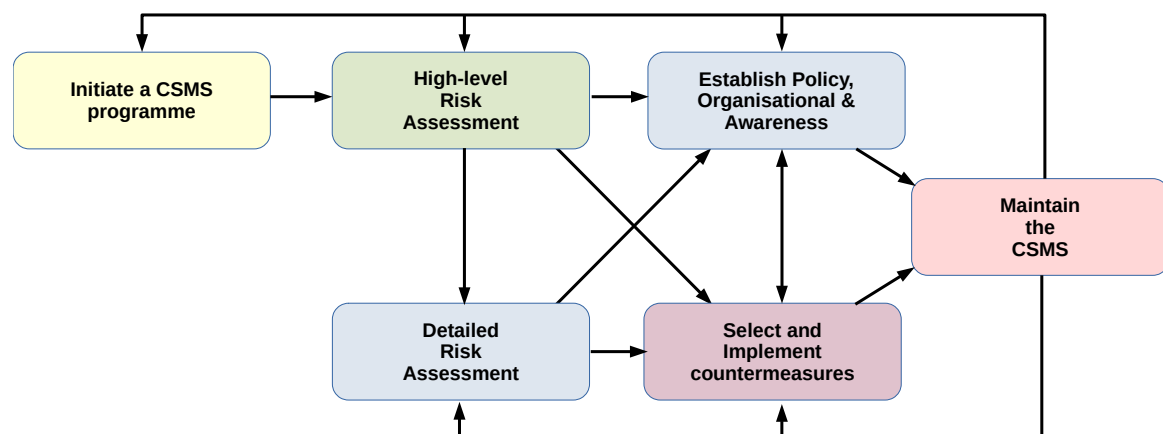 Initiate a CSMS
programme
High-level
Risk
Assessment
Establish Policy,
Organisational &
Awareness
Maintain
the
CSMS
Detailed
Risk
Assessment
Select and
Implement
countermeasures